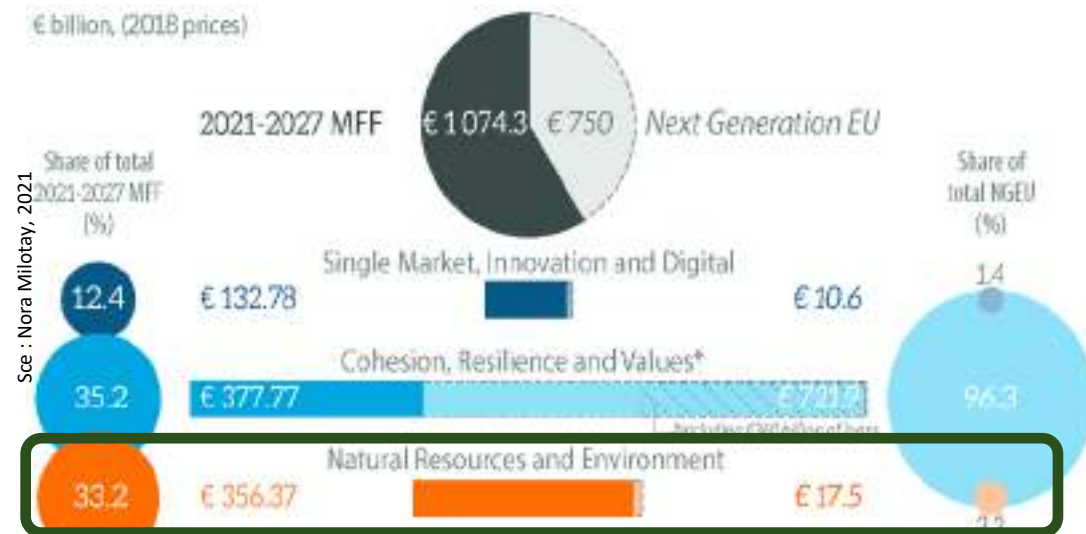 € billion, (2018 prices)
2021-2027 MFF
€ 1 074.3
€ 750
Next Generation EU
Share of total
2021-2027 MFF
(%)
Share of
total NGEU
(%)
Sce : Nora Milotay, 2021
Single Market, Innovation and Digital
12.4
€ 132.78
€ 10.6
1.4
Cohesion, Resilience and Values*
35.2
€ 377.77
€ 721.9
96.3
Natural Resources and Environment
33.2
€ 356.37
€ 17.5